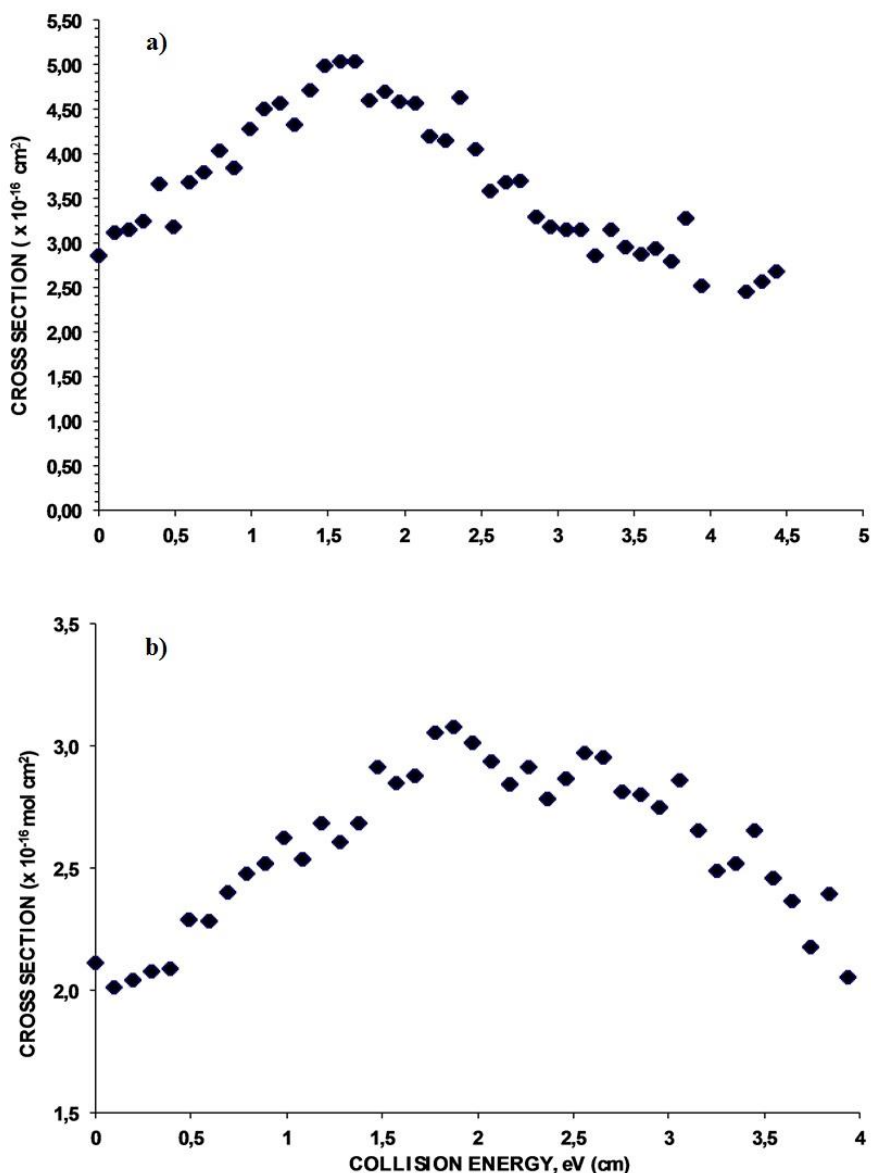 a)
CROSS SECTION ( x 10⁻¹⁶ cm²)
5,50
5,00
4,50
4,00
3,50
3,00
2,50
2,00
1,50
1,00
0,50
0,00
0 0,5 1 1,5 2 2,5 3 3,5 4 4,5 5
b)
CROSS SECTION (x 10⁻¹⁶ mol cm²)
3,5
3,0
2,5
2,0
1,5
0 0,5 1 1,5 2 2,5 3 3,5 4
COLLISION ENERGY, eV (cm)